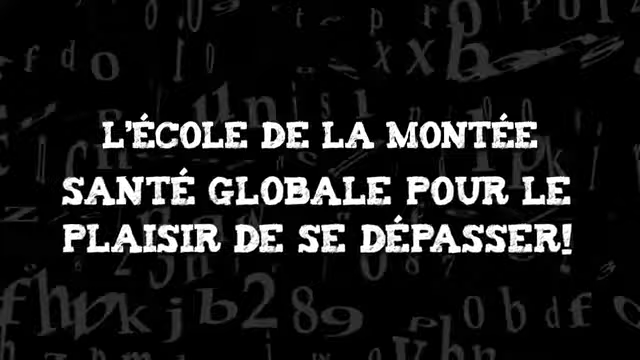 L'ÉCOLE DE LA MONTÉE
SANTÉ GLOBALE POUR LE
PLAISIR DE SE DÉPASSER!